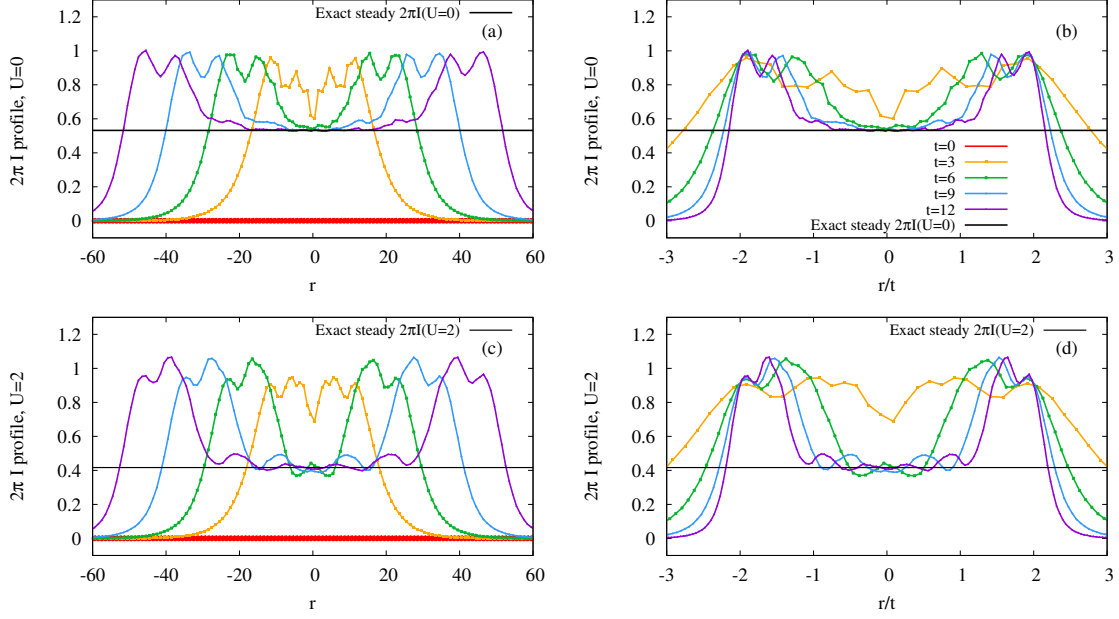 Exact steady 2πI(U=0)
(a)
2π I profile, U=0
1.2
1
0.8
0.6
0.4
0.2
0
-60 -40 -20 0 20 40 60
r
(b)
2π I profile, U=0
1.2
1
0.8
0.6
0.4
0.2
0
t=0
t=3
t=6
t=9
t=12
Exact steady 2πI(U=0)
-3 -2 -1 0 1 2 3
r/t
Exact steady 2πI(U=2)
(c)
2π I profile, U=2
1.2
1
0.8
0.6
0.4
0.2
0
-60 -40 -20 0 20 40 60
r
Exact steady 2πI(U=2)
(d)
2π I profile, U=2
1.2
1
0.8
0.6
0.4
0.2
0
-3 -2 -1 0 1 2 3
r/t